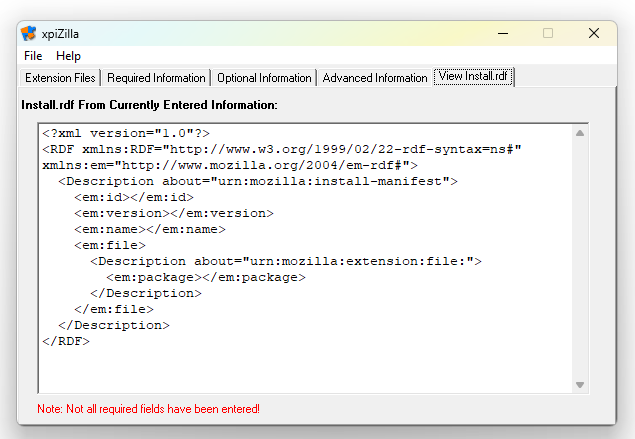 xpiZilla
File Help
Extension Files Required Information Optional Information Advanced Information View Install.rdf
Install.rdf From Currently Entered Information:
<?xml version="1.0"?>
<RDF xmlns:RDF="http://www.w3.org/1999/02/22-rdf-syntax=ns#"
xmlns:em="http://www.mozilla.org/2004/em-rdf#">
  <Description about="urn:mozilla:install-manifest">
    <em:id></em:id>
    <em:version></em:version>
    <em:name></em:name>
    <em:file>
      <Description about="urn:mozilla:extension:file:">
        <em:package></em:package>
      </Description>
    </em:file>
  </Description>
</RDF>
Note: Not all required fields have been entered!